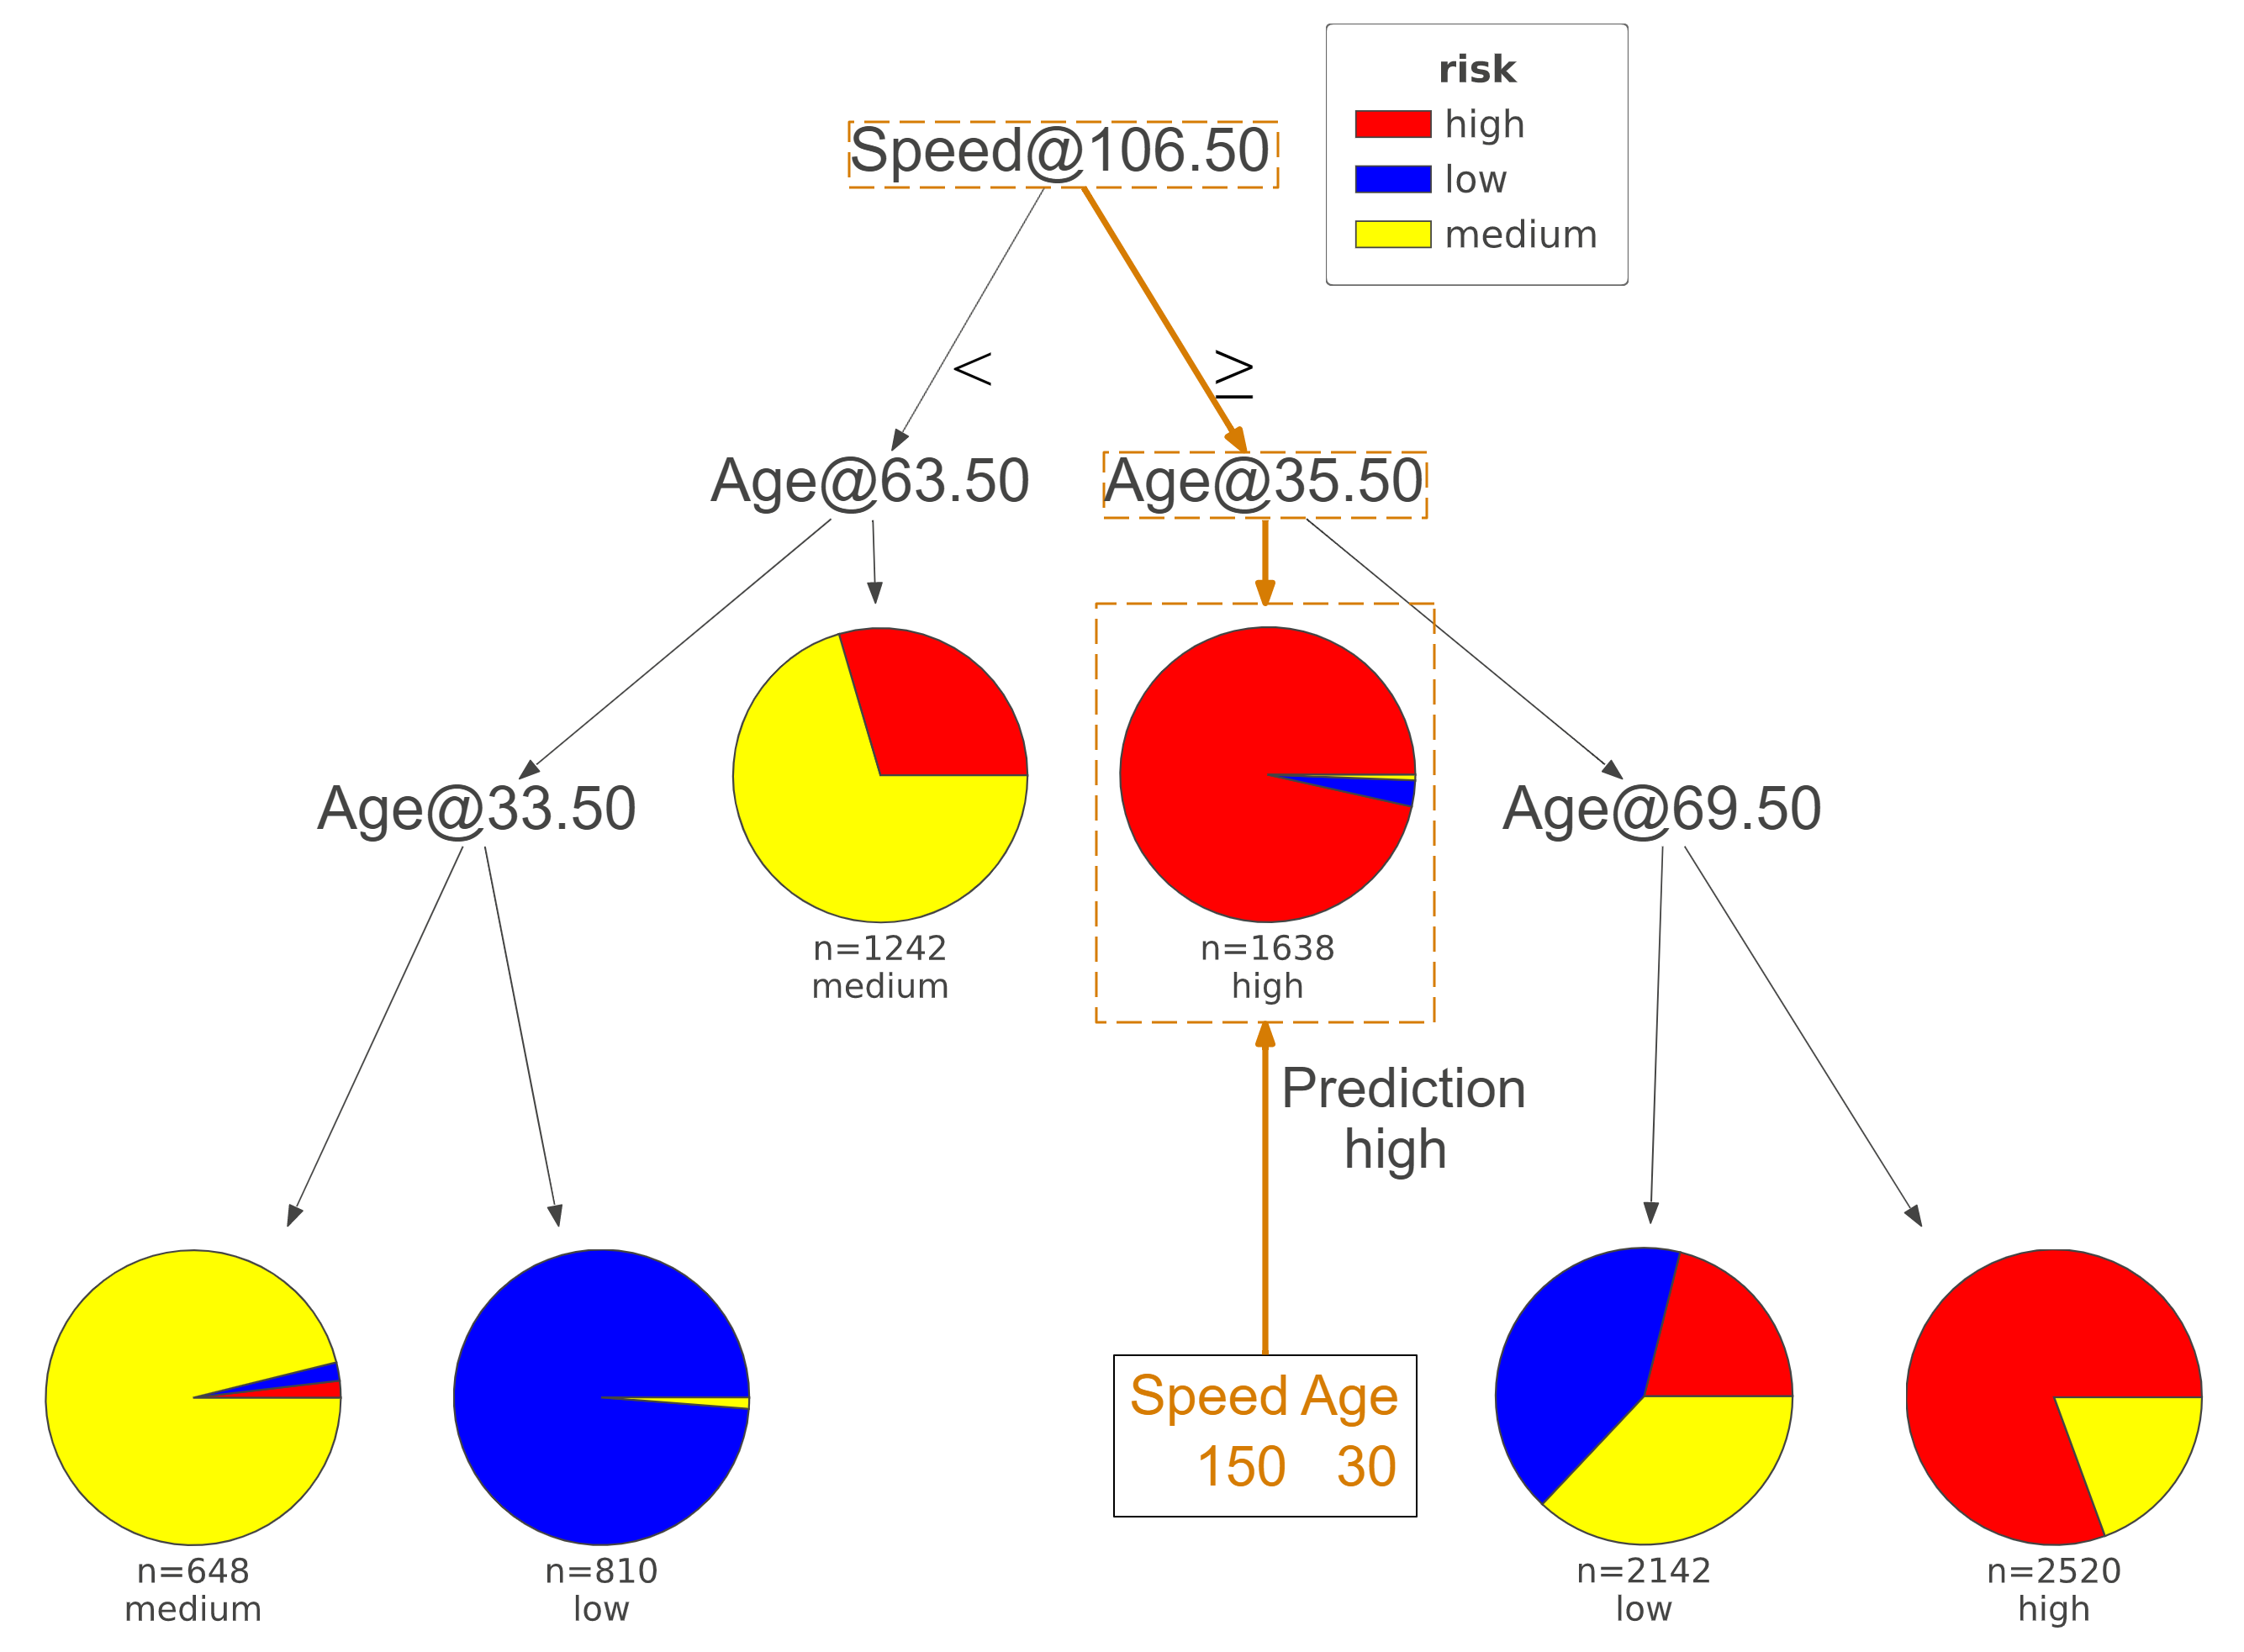 risk
high
low
medium
Speed@106.50
<
≥
Age@63.50
Age@35.50
Age@33.50
n=1242
medium
n=1638
high
Age@69.50
Prediction
high
Speed Age
150 30
n=648
medium
n=810
low
n=2142
low
n=2520
high